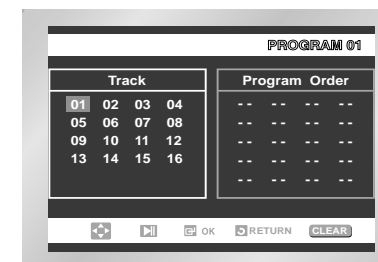 PROGRAM 01
Track
01 02 03 04
05 06 07 08
09 10 11 12
13 14 15 16
Program Order
-- -- -- --
-- -- -- --
-- -- -- --
-- -- -- --
-- -- -- --
OK RETURN CLEAR